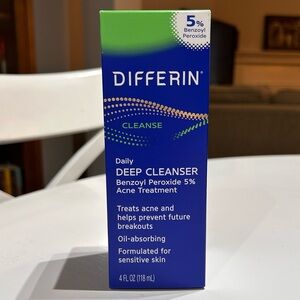 5%
Benzoyl
Peroxide
DIFFERIN
CLEANSE
Daily
DEEP CLEANSER
Benzoyl Peroxide 5%
Acne Treatment
Treats acne and
helps prevent future
breakouts
Oil-absorbing
Formulated for
sensitive skin
4 FL OZ (118 mL)